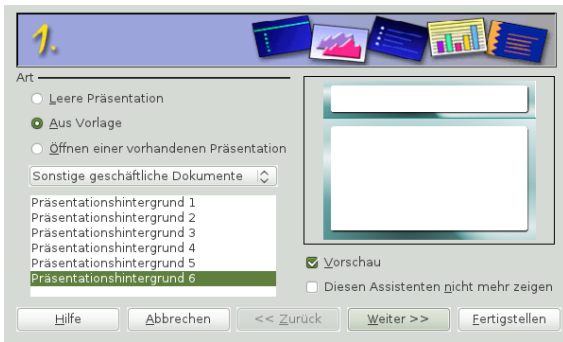 1.
Art
Leere Präsentation
Aus Vorlage
Öffnen einer vorhandenen Präsentation
Sonstige geschäftliche Dokumente
Präsentationshintergrund 1
Präsentationshintergrund 2
Präsentationshintergrund 3
Präsentationshintergrund 4
Präsentationshintergrund 5
Präsentationshintergrund 6
Vorschau
Diesen Assistenten nicht mehr zeigen
Hilfe Abbrechen << Zurück Weiter >> Fertigstellen